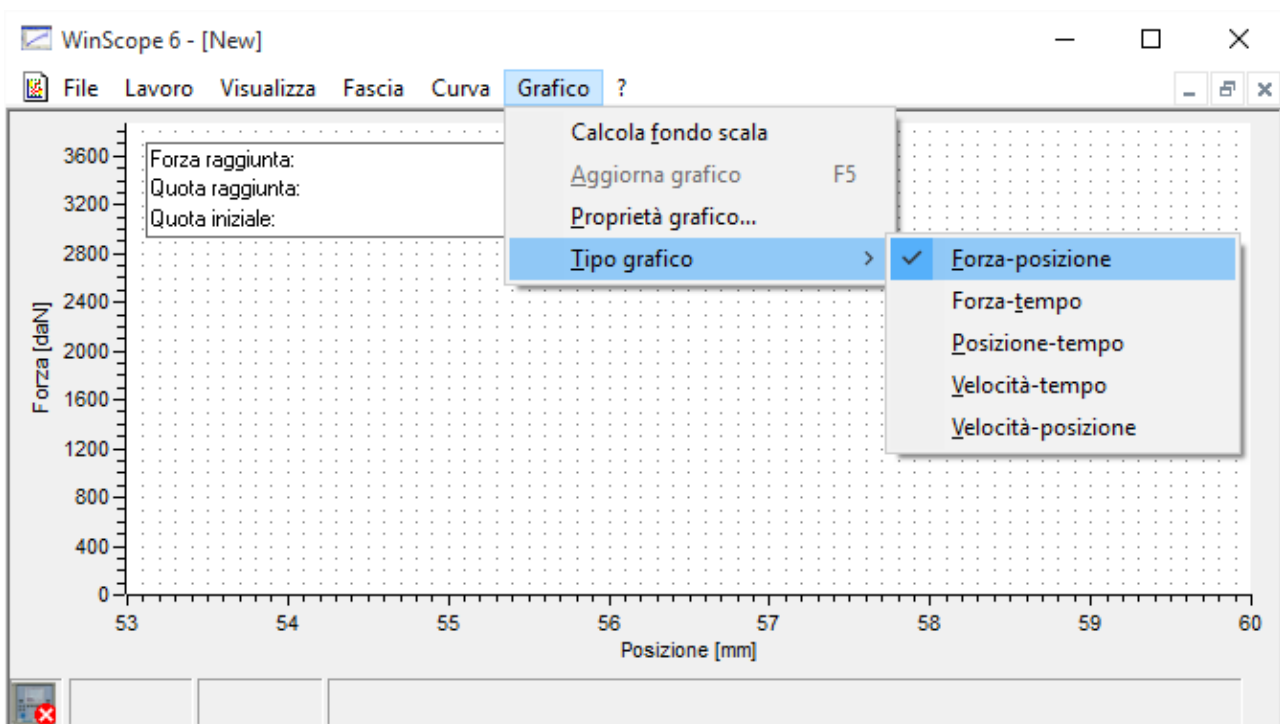 WinScope 6 - [New]
File Lavoro Visualizza Fascia Curva Grafico ?
Calcola fondo scala
Aggiorna grafico F5
Proprietà grafico...
Tipo grafico
Forza-posizione
Forza-tempo
Posizione-tempo
Velocità-tempo
Velocità-posizione
Forza raggiunta:
Quota raggiunta:
Quota iniziale:
Forza [daN]
3600
3200
2800
2400
2000
1600
1200
800
400
0
53 54 55 56 57 58 59 60
Posizione [mm]